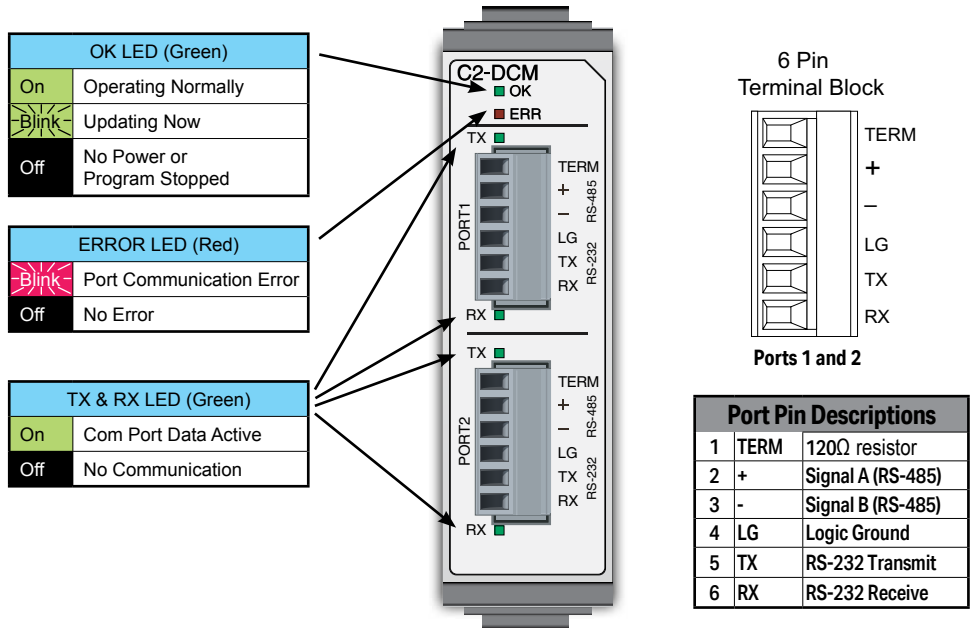 OK LED (Green)
On Operating Normally
Blink Updating Now
Off No Power or
Program Stopped
ERROR LED (Red)
Blink Port Communication Error
Off No Error
TX & RX LED (Green)
On Com Port Data Active
Off No Communication
C2-DCM
OK
ERR
TX
PORT1
TERM
+
–
RS-485
LG
TX
RX
RS-232
RX
TX
PORT2
TERM
+
–
RS-485
LG
TX
RX
RS-232
RX
6 Pin
Terminal Block
TERM
+
–
LG
TX
RX
Ports 1 and 2
Port Pin Descriptions
1 TERM 120Ω resistor
2 + Signal A (RS-485)
3 - Signal B (RS-485)
4 LG Logic Ground
5 TX RS-232 Transmit
6 RX RS-232 Receive